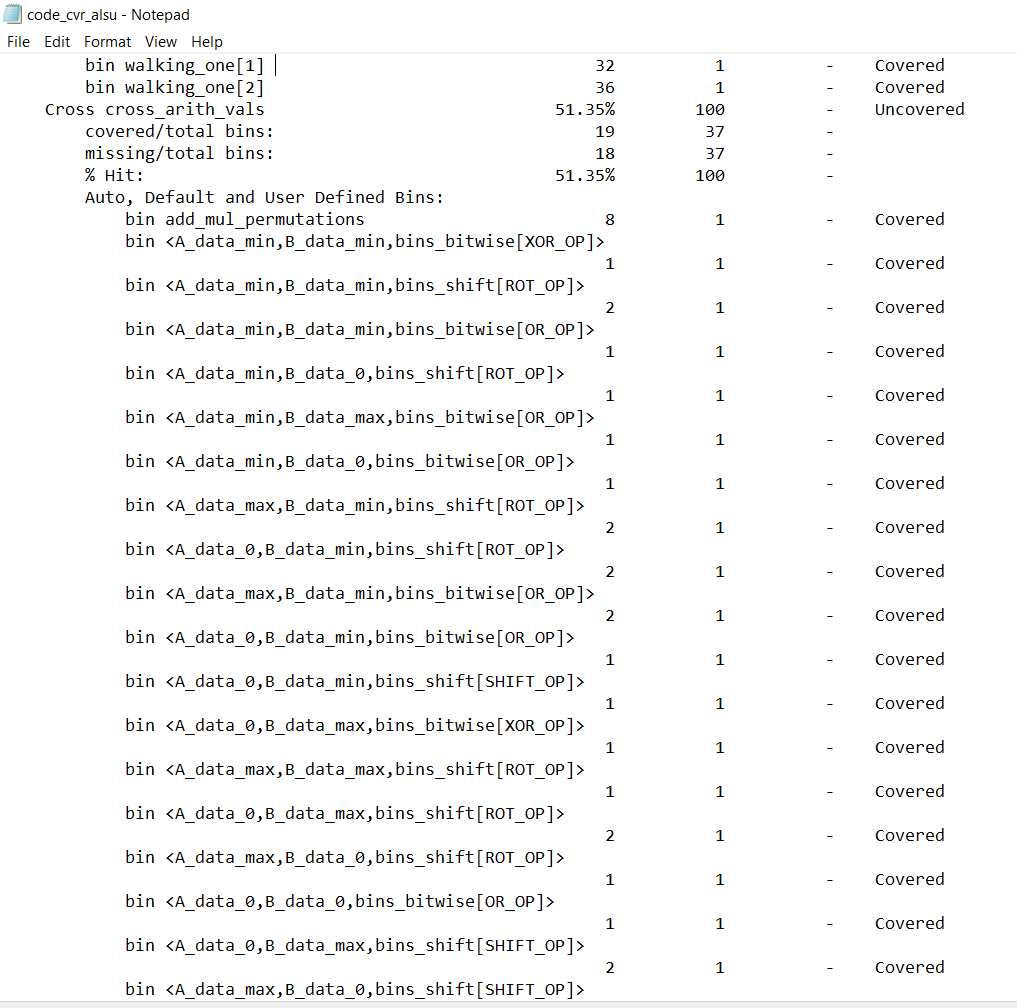 code_cvr_alsu - Notepad
File Edit Format View Help
bin walking_one[1] 32 1 - Covered
bin walking_one[2] 36 1 - Covered
Cross cross_arith_vals 51.35% 100 - Uncovered
covered/total bins: 19 37 -
missing/total bins: 18 37 -
% Hit: 51.35% 100 -
Auto, Default and User Defined Bins:
bin add_mul_permutations 8 1 - Covered
bin <A_data_min,B_data_min,bins_bitwise[XOR_OP]>
1 1 - Covered
bin <A_data_min,B_data_min,bins_shift[ROT_OP]>
2 1 - Covered
bin <A_data_min,B_data_min,bins_bitwise[OR_OP]>
1 1 - Covered
bin <A_data_min,B_data_0,bins_shift[ROT_OP]>
1 1 - Covered
bin <A_data_min,B_data_max,bins_bitwise[OR_OP]>
1 1 - Covered
bin <A_data_min,B_data_0,bins_bitwise[OR_OP]>
1 1 - Covered
bin <A_data_max,B_data_min,bins_shift[ROT_OP]>
2 1 - Covered
bin <A_data_0,B_data_min,bins_shift[ROT_OP]>
2 1 - Covered
bin <A_data_max,B_data_min,bins_bitwise[OR_OP]>
2 1 - Covered
bin <A_data_0,B_data_min,bins_bitwise[OR_OP]>
1 1 - Covered
bin <A_data_0,B_data_min,bins_shift[SHIFT_OP]>
1 1 - Covered
bin <A_data_0,B_data_max,bins_bitwise[XOR_OP]>
1 1 - Covered
bin <A_data_max,B_data_max,bins_shift[ROT_OP]>
1 1 - Covered
bin <A_data_0,B_data_max,bins_shift[ROT_OP]>
2 1 - Covered
bin <A_data_max,B_data_0,bins_shift[ROT_OP]>
1 1 - Covered
bin <A_data_0,B_data_0,bins_bitwise[OR_OP]>
1 1 - Covered
bin <A_data_0,B_data_max,bins_shift[SHIFT_OP]>
2 1 - Covered
bin <A_data_max,B_data_0,bins_shift[SHIFT_OP]>